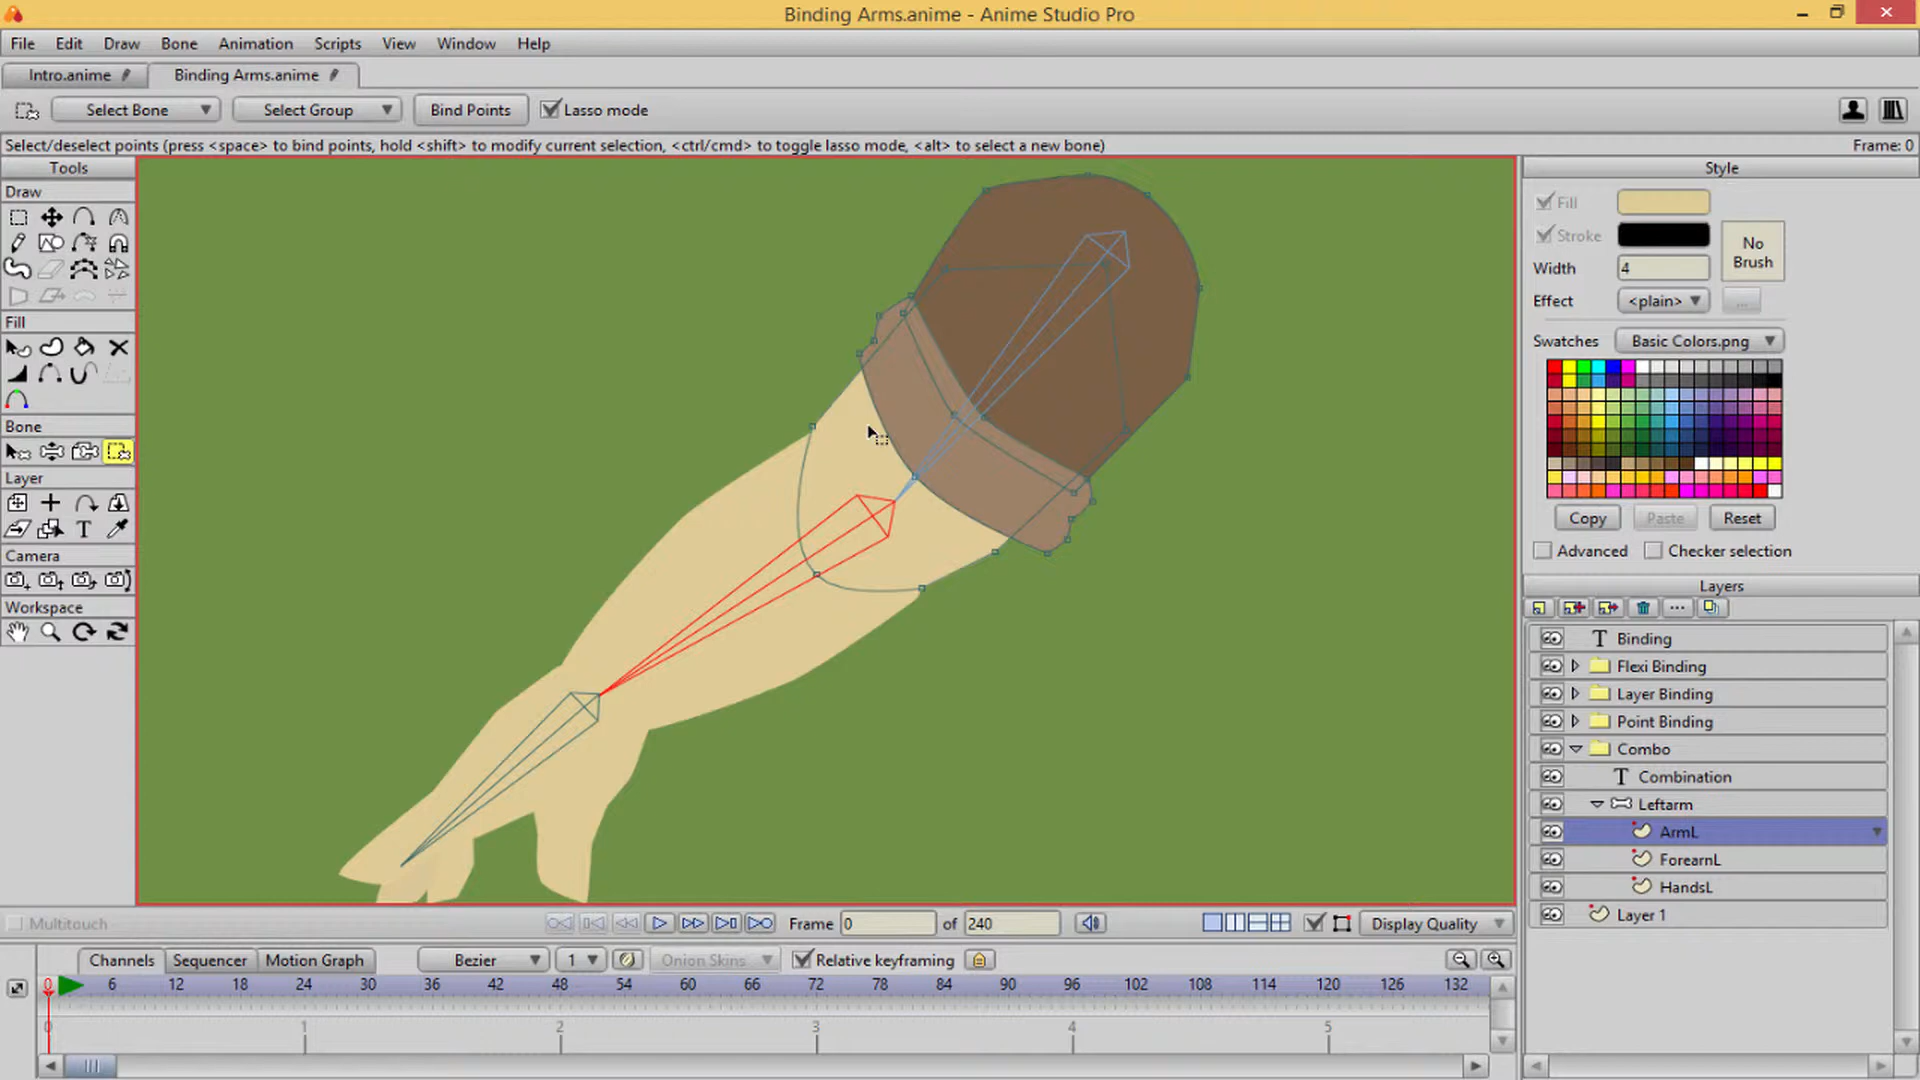 Binding Arms.anime - Anime Studio Pro
File Edit Draw Bone Animation Scripts View Window Help
Intro.anime Binding Arms.anime
Select Bone Select Group Bind Points Lasso mode
Select/deselect points (press <space> to bind points, hold <shift> to modify current selection, <ctrl/cmd> to toggle lasso mode, <alt> to select a new bone) Frame: 0
Tools
Draw
Fill
Bone
Layer
T
Camera
Workspace
Style
Fill
Stroke
No Brush
Width 4
Effect <plain> ...
Swatches Basic Colors.png
Copy Paste Reset
Advanced Checker selection
Layers
T Binding
Flexi Binding
Layer Binding
Point Binding
Combo
T Combination
Leftarm
ArmL
ForearnL
HandsL
Layer 1
Multitouch Frame 0 of 240 Display Quality
Channels Sequencer Motion Graph Bezier 1 Onion Skins Relative keyframing
0 6 12 18 24 30 36 42 48 54 60 66 72 78 84 90 96 102 108 114 120 126 132
0 1 2 3 4 5